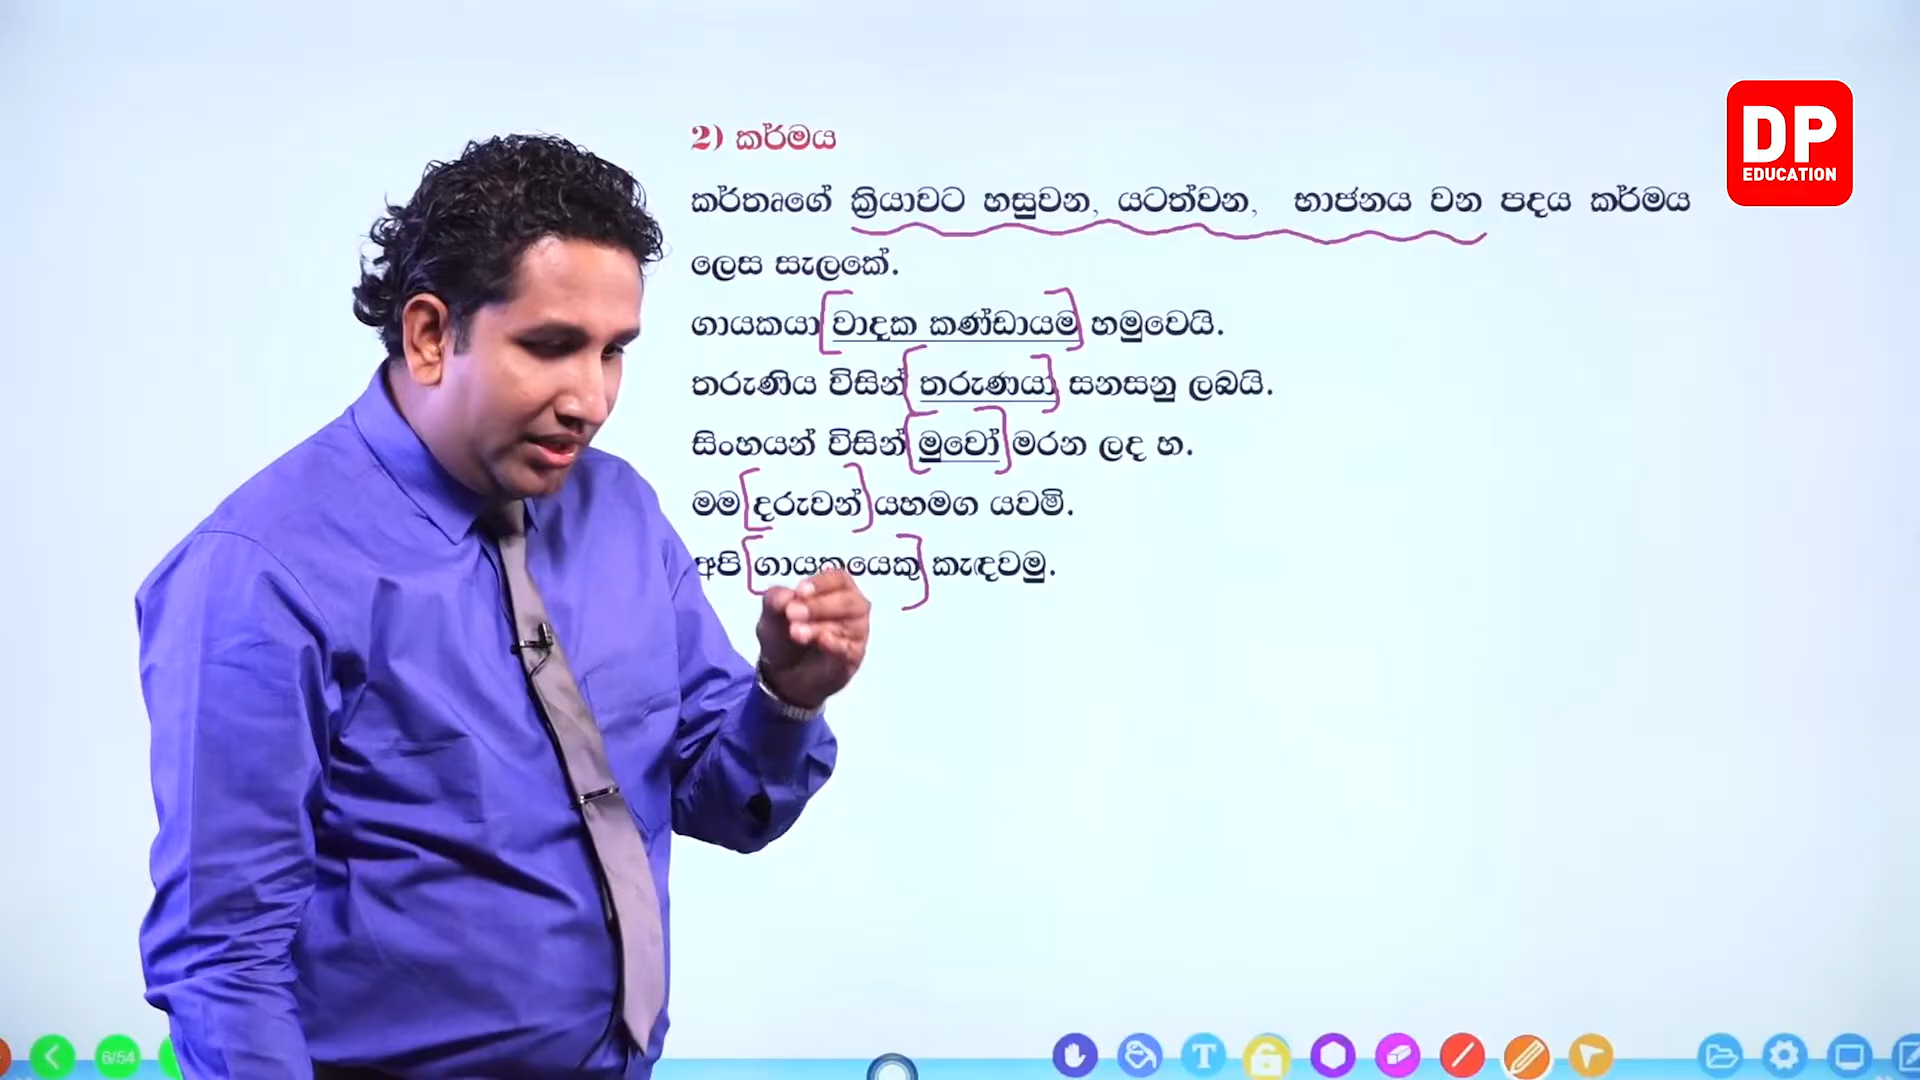 2) කර්මය
කර්තෘගේ ක්‍රියාවට හසුවන, යටත්වන, භාජනය වන පදය කර්මය
ලෙස සැලකේ.
ගායකයා වාදක කණ්ඩායම හමුවෙයි.
තරුණිය විසින් තරුණයා සනසනු ලබයි.
සිංහයන් විසින් මුවෝ මරන ලද හ.
මම දරුවන් යහමග යවමි.
අපි ගායකයෙකු කැඳවමු.
DP
EDUCATION
6/54
T